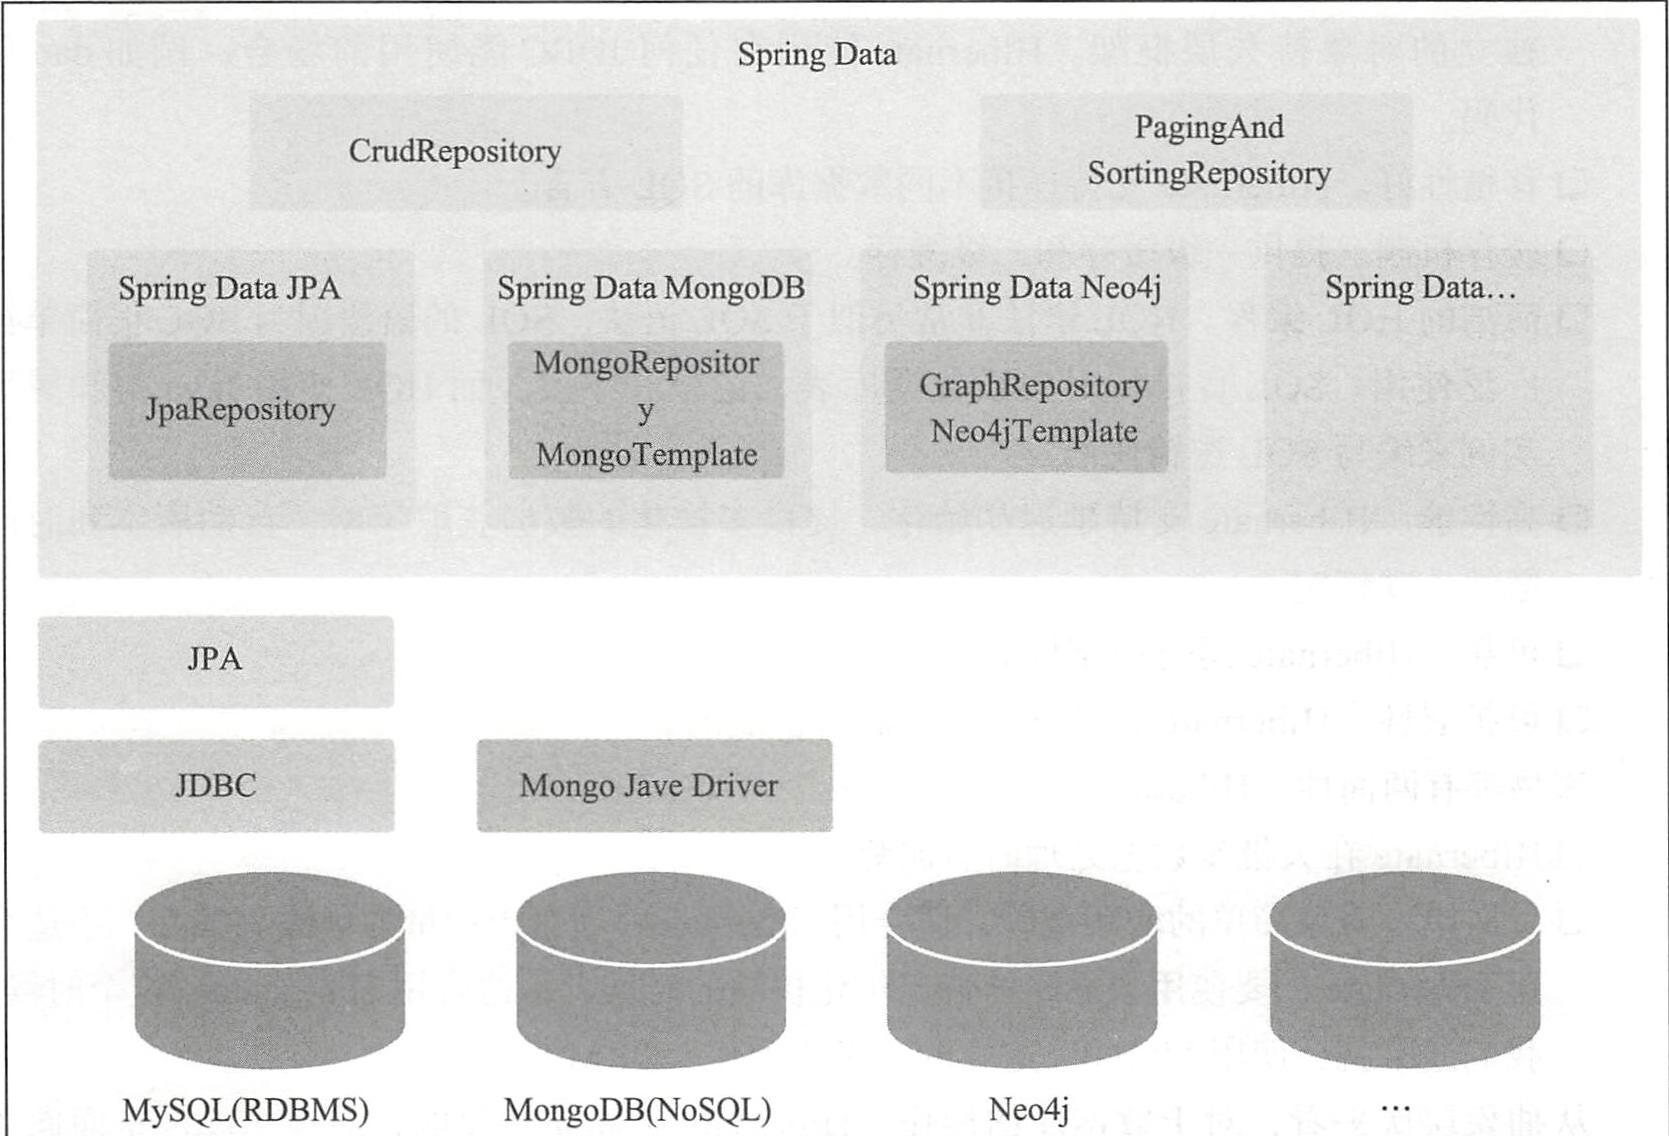 Spring Data
CrudRepository
PagingAnd
SortingRepository
Spring Data JPA
Spring Data MongoDB
Spring Data Neo4j
Spring Data…
JpaRepository
MongoRepositor
y
MongoTemplate
GraphRepository
Neo4jTemplate
JPA
JDBC
Mongo Jave Driver
MySQL(RDBMS)
MongoDB(NoSQL)
Neo4j
…